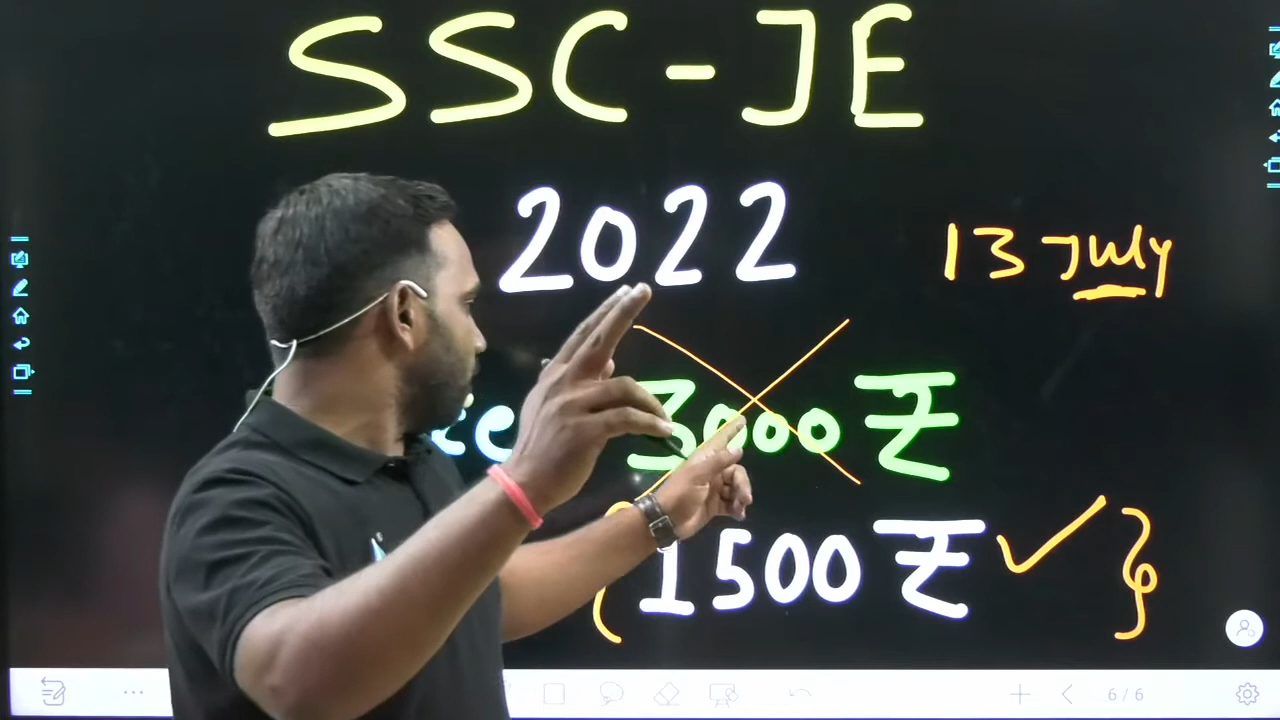 SSC-JE
2022
13 July
3000 ₹
{ 1500 ₹ ✓ }
6 / 6